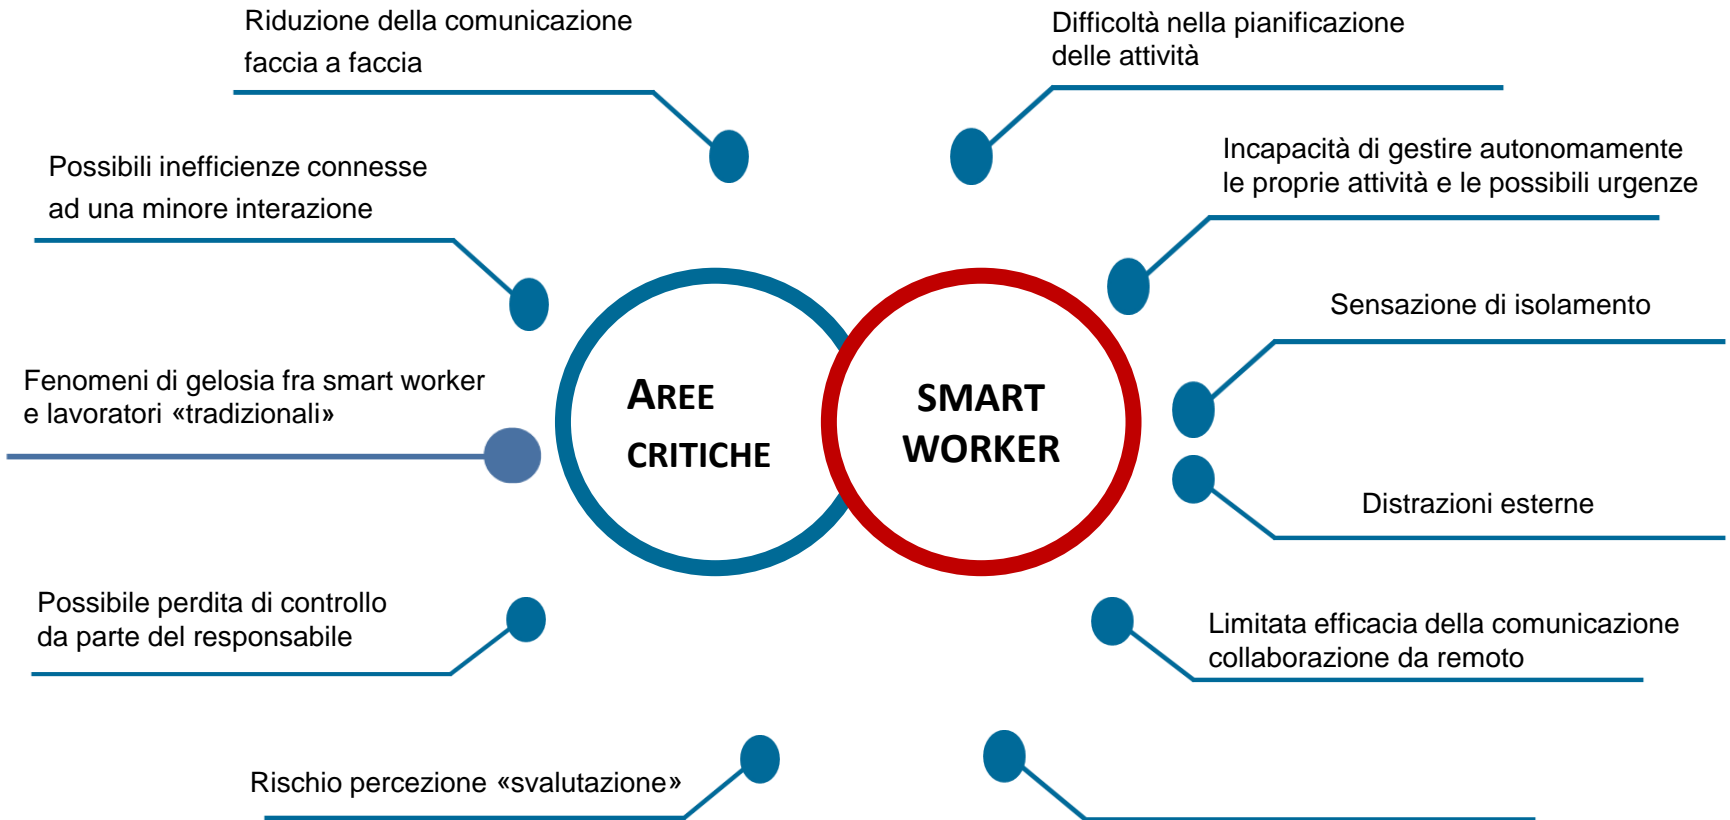 Riduzione della comunicazione
faccia a faccia
Difficoltà nella pianificazione
delle attività
Possibili inefficienze connesse
ad una minore interazione
Incapacità di gestire autonomamente
le proprie attività e le possibili urgenze
Sensazione di isolamento
Fenomeni di gelosia fra smart worker
e lavoratori «tradizionali»
AREE
CRITICHE
SMART
WORKER
Distrazioni esterne
Possibile perdita di controllo
da parte del responsabile
Limitata efficacia della comunicazione
collaborazione da remoto
Rischio percezione «svalutazione»